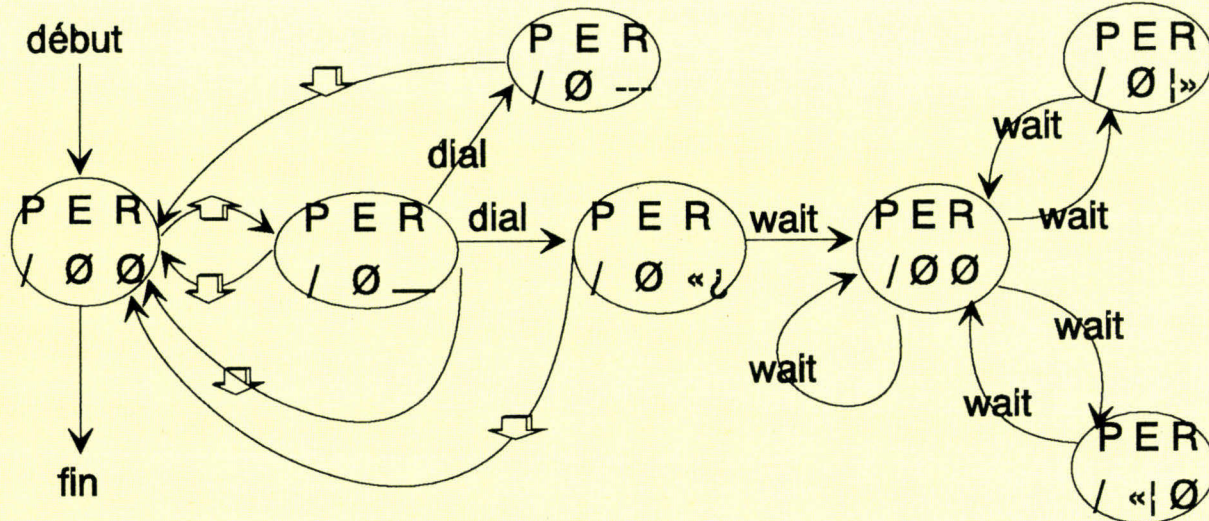 début
P E R
/ Ø ---
P E R
/ Ø ¦»
dial
wait
wait
P E R
/ Ø Ø
P E R
/ Ø __
dial
P E R
/ Ø «¿
wait
P E R
/ Ø Ø
wait
wait
wait
P E R
/ «¦ Ø
fin